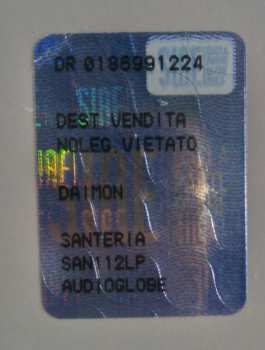 DR 0186991224
DEST.VENDITA
NOLEG.VIETATO
DAIMON
SANTERIA
SAN112LP
AUDIOGLOBE